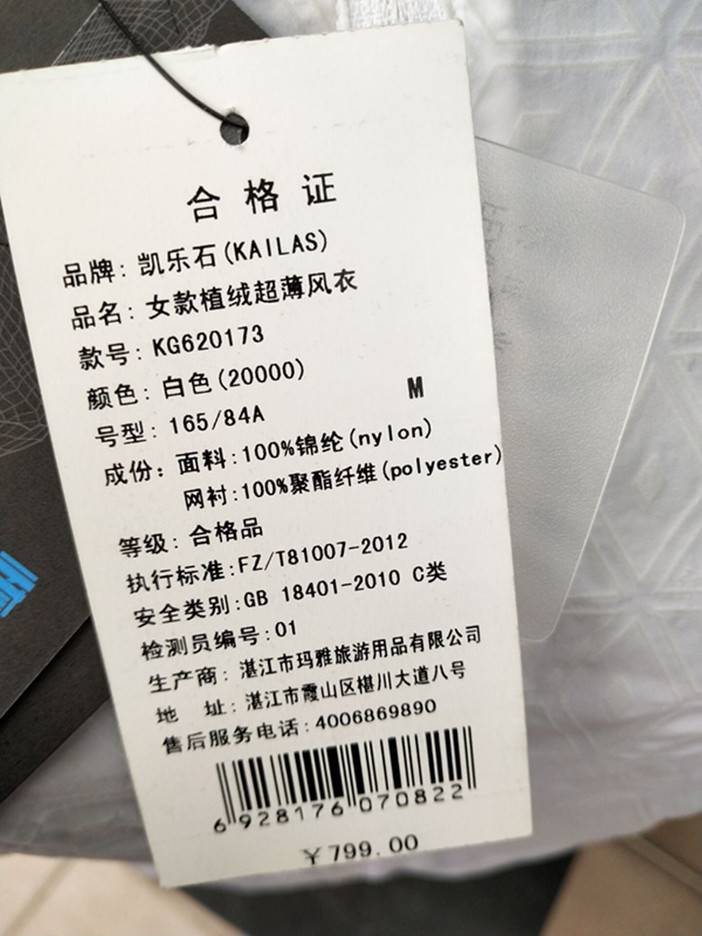 合格证
品牌: 凯乐石(KAILAS)
品名: 女款植绒超薄风衣
款号: KG620173
颜色: 白色(20000)
号型: 165/84A M
成份: 面料:100%锦纶(nylon)
网衬:100%聚酯纤维(polyester)
等级: 合格品
执行标准:FZ/T81007-2012
安全类别:GB 18401-2010 C类
检测员编号:01
生产商: 湛江市玛雅旅游用品有限公司
地 址: 湛江市霞山区椹川大道八号
售后服务电话:4006869890
6 928176 070822
¥799.00